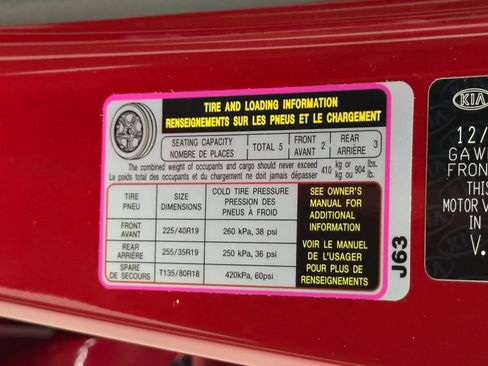 TIRE AND LOADING INFORMATION
RENSEIGNEMENTS SUR LES PNEUS ET LE CHARGEMENT
SEATING CAPACITY
NOMBRE DE PLACES
TOTAL 5
FRONT
AVANT 2
REAR
ARRIÈRE 3
The combined weight of occupants and cargo should never exceed
Le poids total des occupants et du chargement ne doit jamais dépasser
410 kg or
kg ou
904 lbs.
lb.
TIRE
PNEU
SIZE
DIMENSIONS
COLD TIRE PRESSURE
PRESSION DES
PNEUS À FROID
FRONT
AVANT
225/40R19
260 kPa, 38 psi
REAR
ARRIÈRE
255/35R19
250 kPa, 36 psi
SPARE
DE SECOURS
T135/80R18
420kPa, 60psi
SEE OWNER'S
MANUAL FOR
ADDITIONAL
INFORMATION
VOIR LE MANUEL
DE L'USAGER
POUR PLUS DE
RENSEIGNEMENTS
J63
KIA
12/
GAW
FRON
THIS
MOTOR V
IN
V.